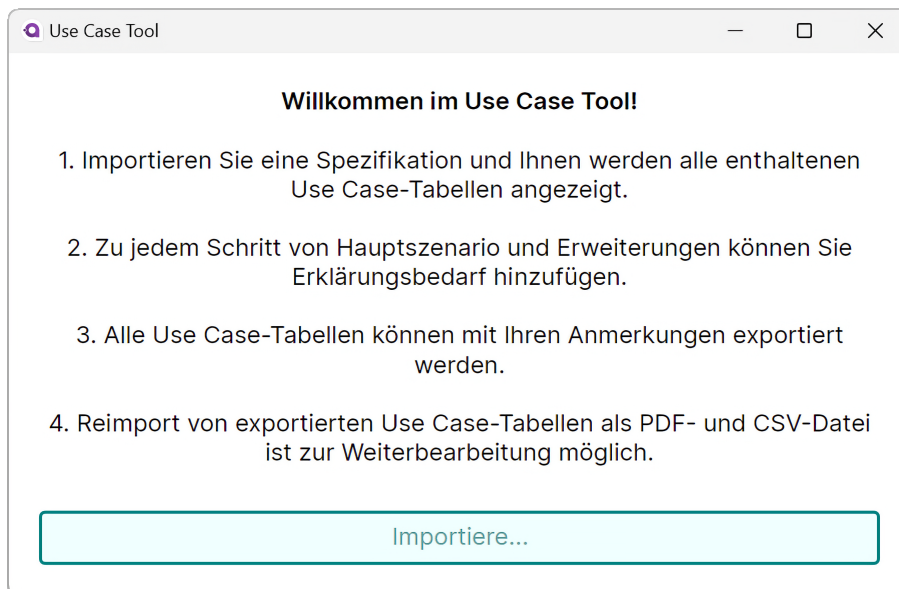 Use Case Tool
Willkommen im Use Case Tool!
1. Importieren Sie eine Spezifikation und Ihnen werden alle enthaltenen
Use Case-Tabellen angezeigt.
2. Zu jedem Schritt von Hauptszenario und Erweiterungen können Sie
Erklärungsbedarf hinzufügen.
3. Alle Use Case-Tabellen können mit Ihren Anmerkungen exportiert
werden.
4. Reimport von exportierten Use Case-Tabellen als PDF- und CSV-Datei
ist zur Weiterbearbeitung möglich.
Importiere...